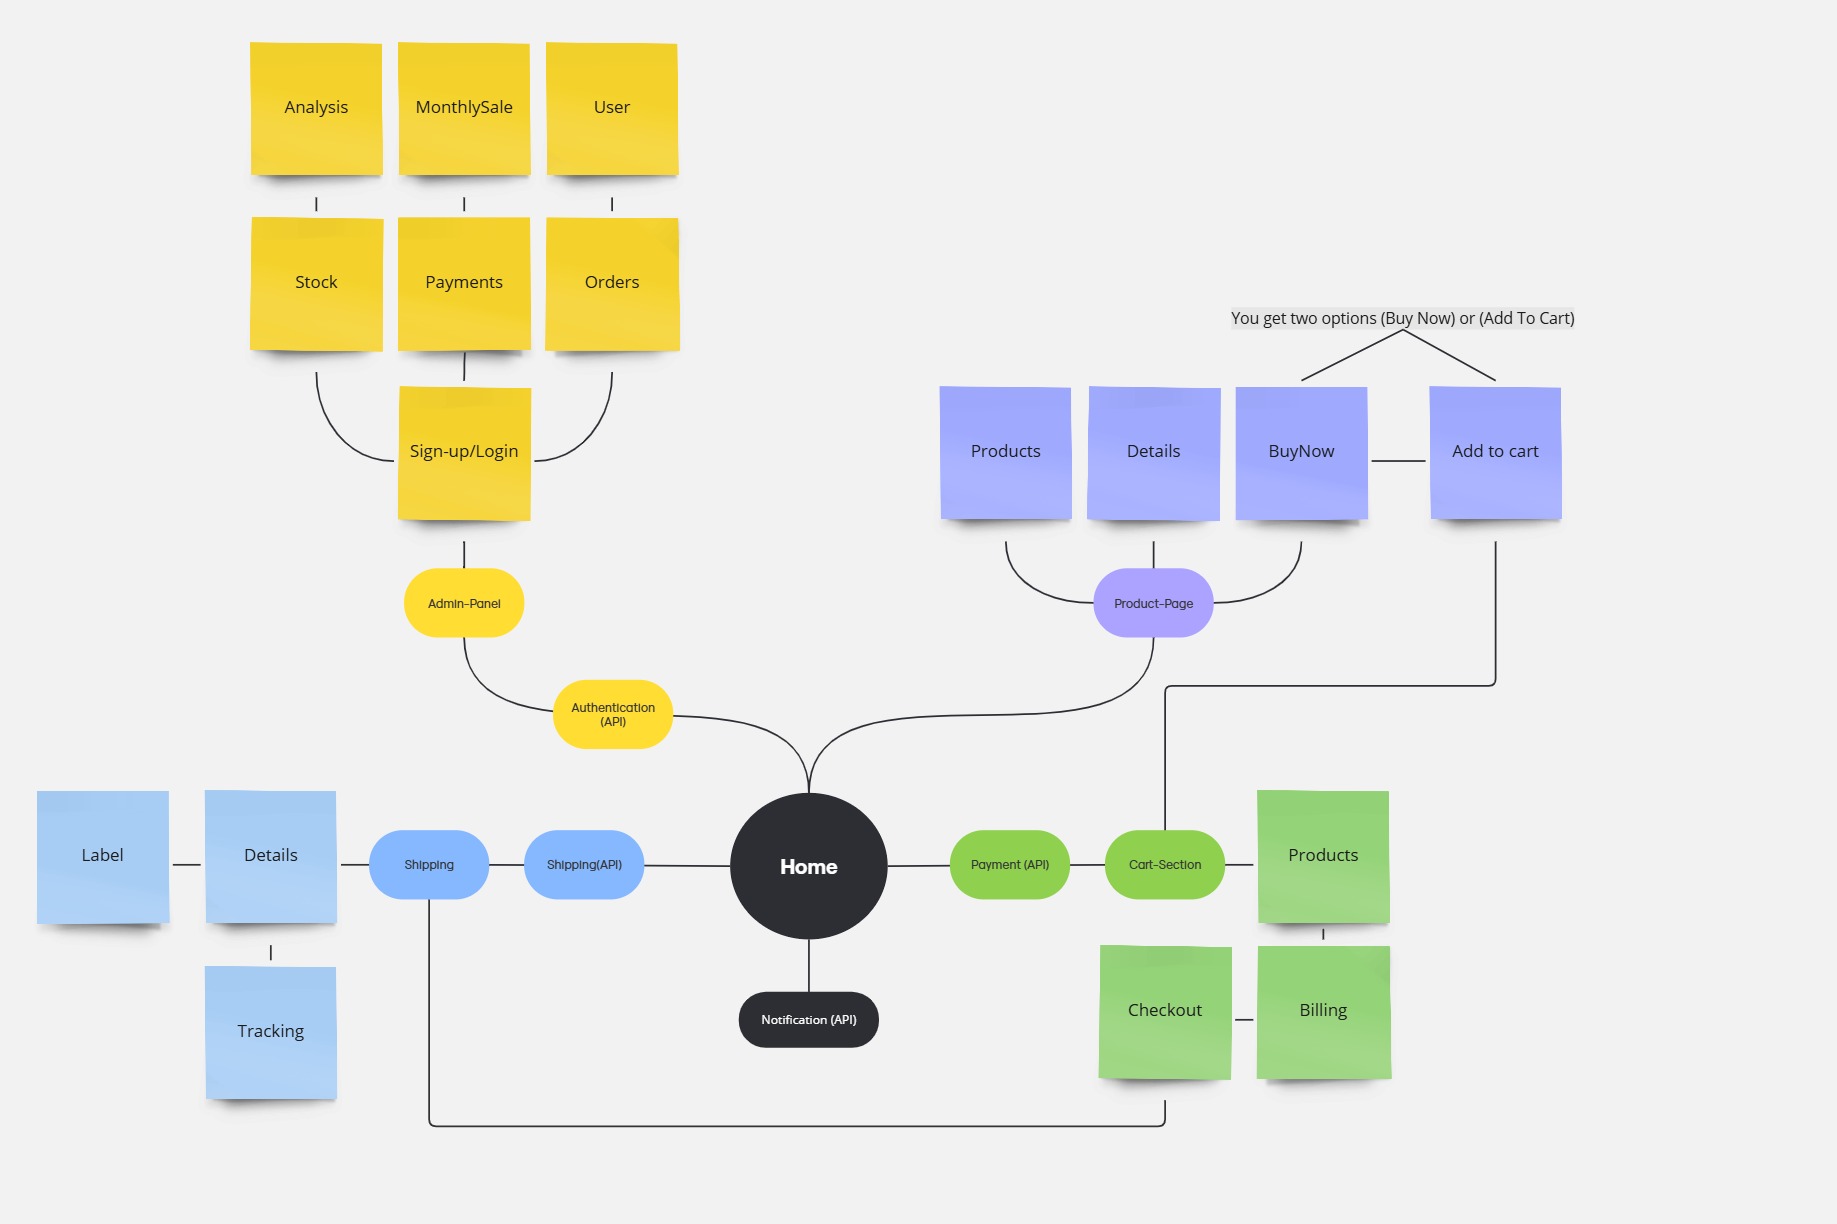 Analysis
MonthlySale
User
Stock
Payments
Orders
You get two options (Buy Now) or (Add To Cart)
Sign-up/Login
Products
Details
BuyNow
Add to cart
Admin-Panel
Product-Page
Authentication
(API)
Label
Details
Shipping
Shipping(API)
Home
Payment (API)
Cart-Section
Products
Tracking
Notification (API)
Checkout
Billing